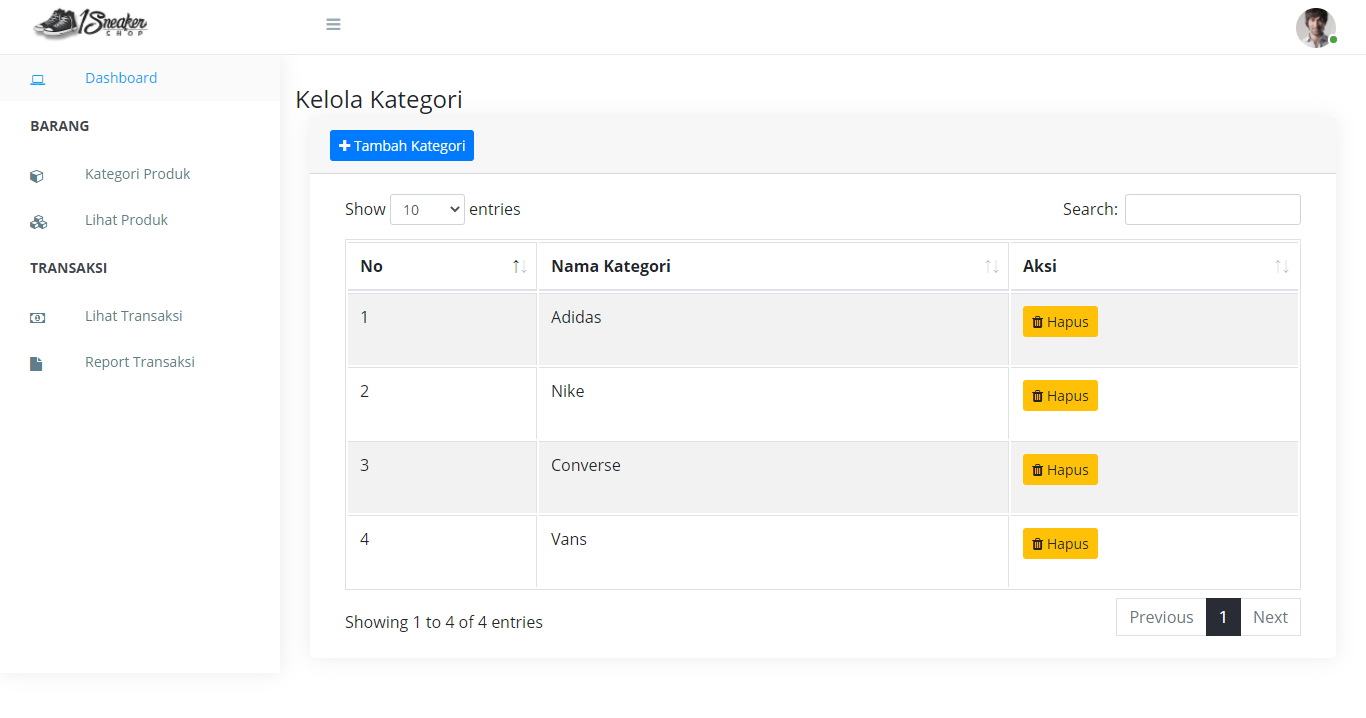 1Sneaker
SHOP
Dashboard
BARANG
Kategori Produk
Lihat Produk
TRANSAKSI
Lihat Transaksi
Report Transaksi
Kelola Kategori
Tambah Kategori
Show 10 entries
Search:
No Nama Kategori Aksi
1 Adidas Hapus
2 Nike Hapus
3 Converse Hapus
4 Vans Hapus
Showing 1 to 4 of 4 entries
Previous 1 Next